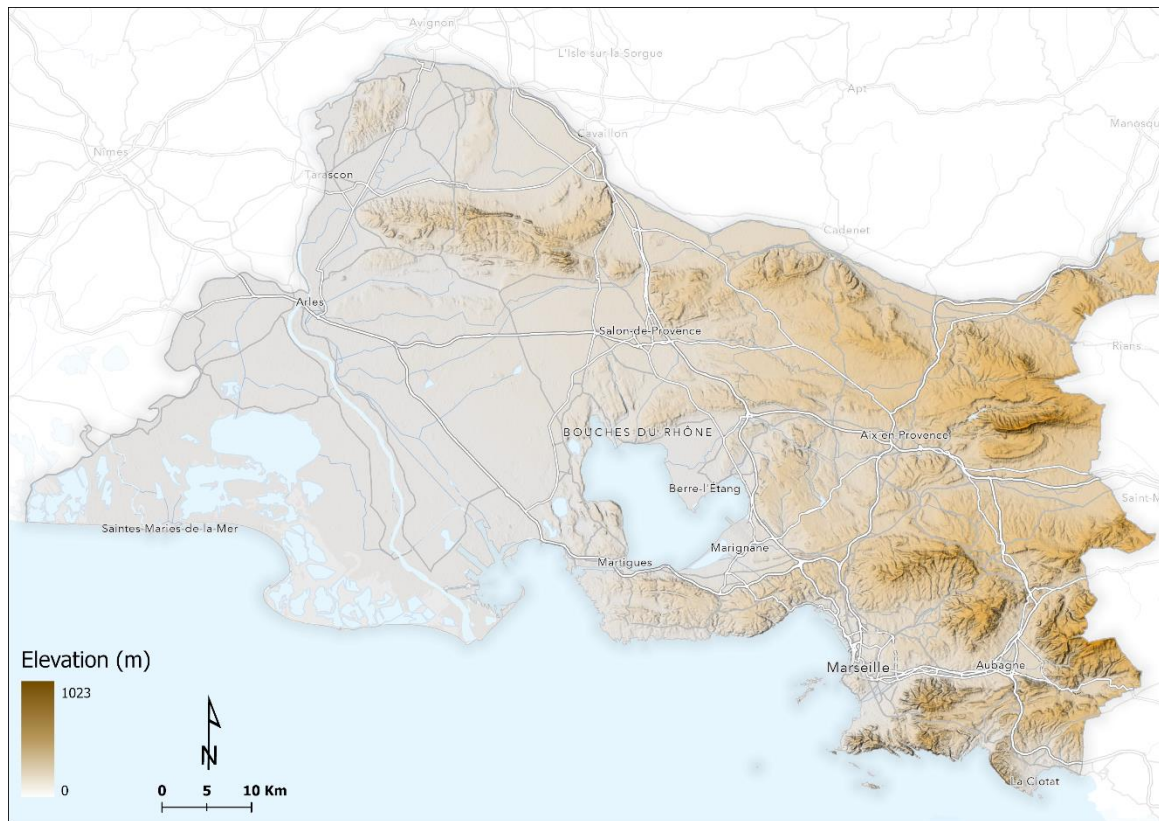 Avignon
L'Isle sur la Sorgue
Apt
Manosque
Cavaillon
Nîmes
Tarascon
Cadenet
Arles
Rians
Salon-de-Provence
BOUCHES DU RHÔNE
Aix en Provence
Berre-l'Étang
Saint-M
Saintes-Maries-de-la-Mer
Marignane
Martigues
Elevation (m)
Marseille
Aubagne
1023
N
0
0 5 10 Km
La Ciotat